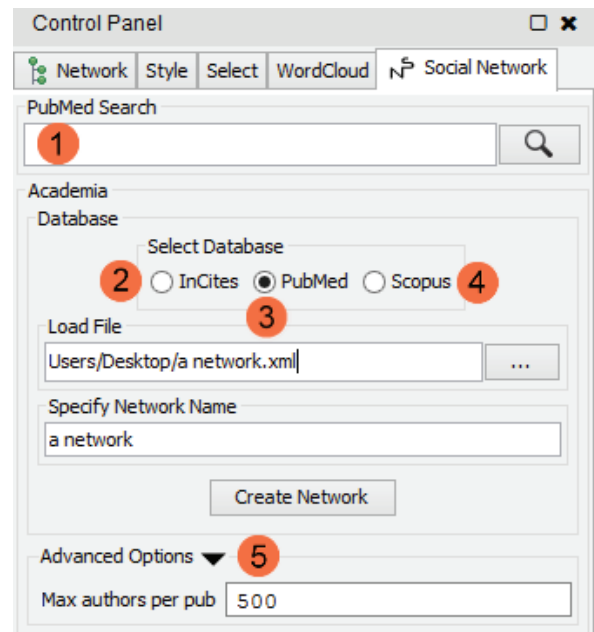 Control Panel
Network Style Select WordCloud Social Network
PubMed Search
1
Academia
Database
Select Database
2 InCites PubMed Scopus 4
3
Load File
Users/Desktop/a network.xml ...
Specify Network Name
a network
Create Network
Advanced Options 5
Max authors per pub 500